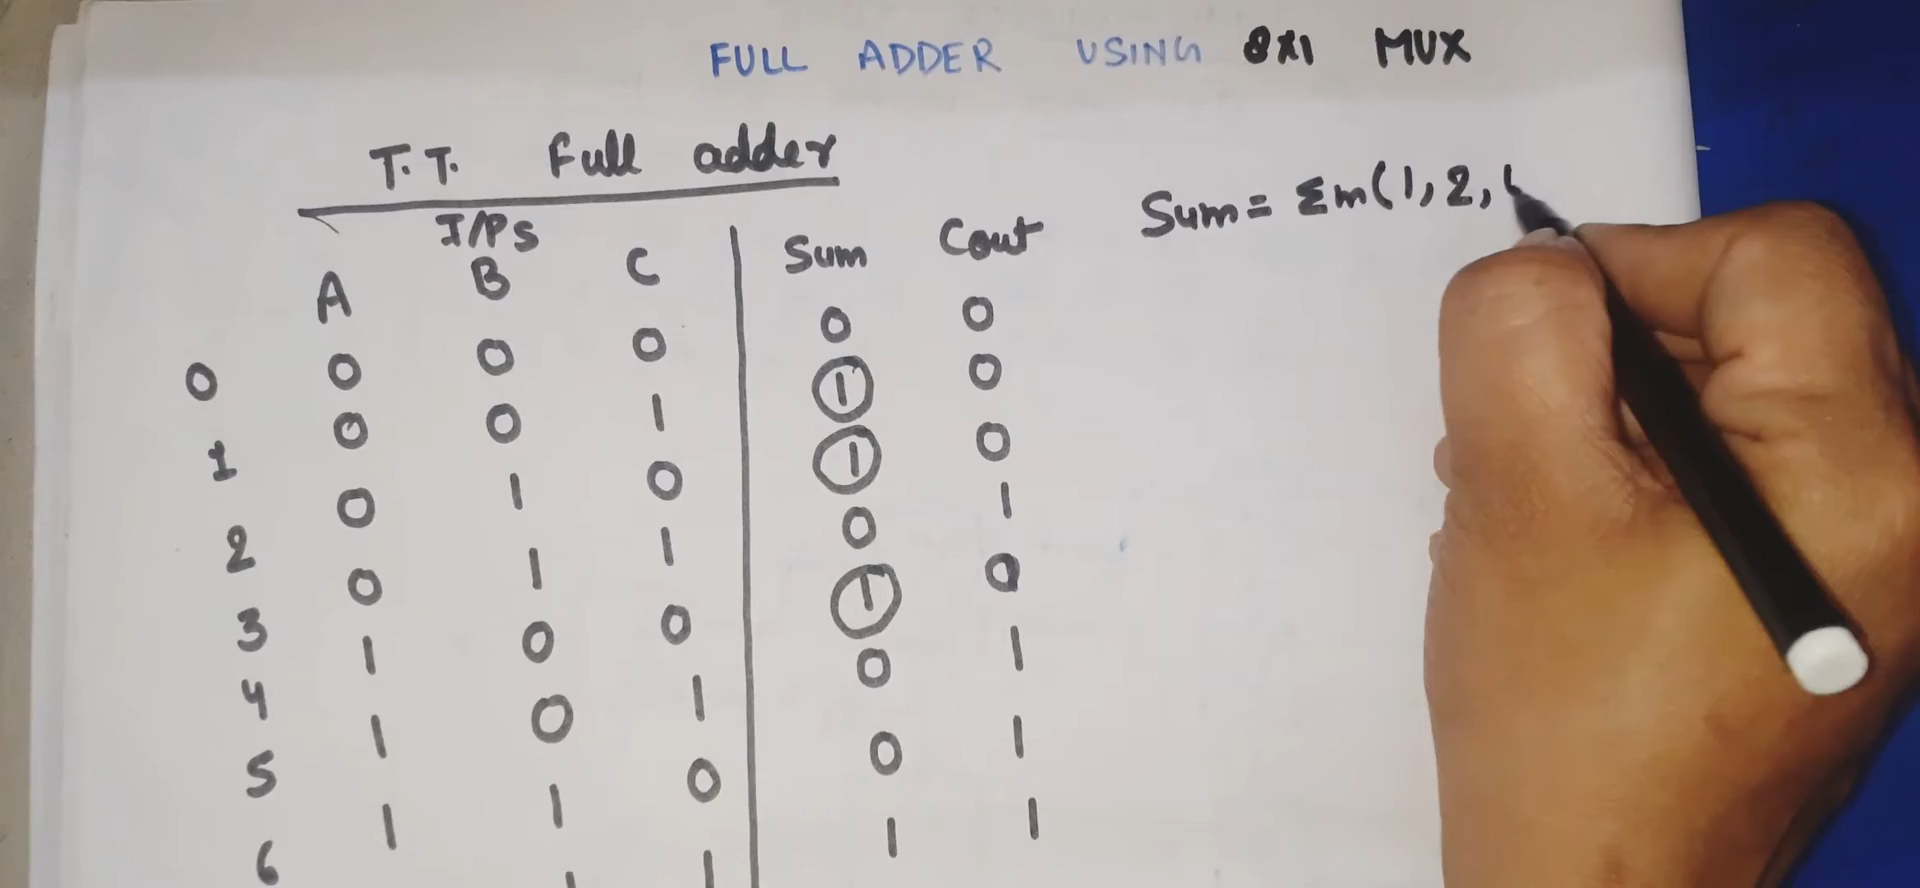 FULL ADDER USING 8X1 MUX
T.T. Full adder
I/PS
A B C Sum Cout
0 0 0 0 0 0
1 0 0 1 1 0
2 0 1 0 1 0
3 0 1 1 0 1
4 1 0 0 1 0
5 1 0 1 0 1
6 1 1 0 0 1
1 1 1 1
Sum = Σm(1, 2,